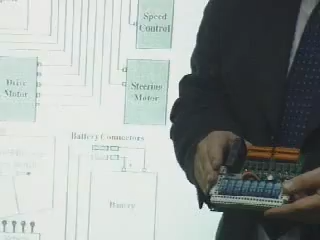 Speed
Control
Drive
Motor
Steering
Motor
Battery Connectors
Battery